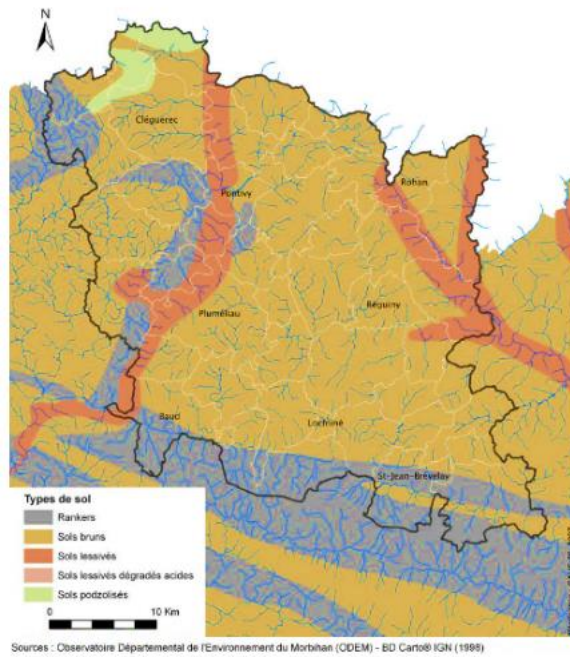 N
Cléguerec
Pontivy
Rohan
Pluméliau
Réguiny
Baud
Locminé
St-Jean-Brévelay
Types de sol
Rankers
Sols bruns
Sols lessivés
Sols lessivés dégradés acides
Sols podzolisés
0 10 Km
Sources : Observatoire Départemental de l'Environnement du Morbihan (ODEM) - BD Carto® IGN (1998)